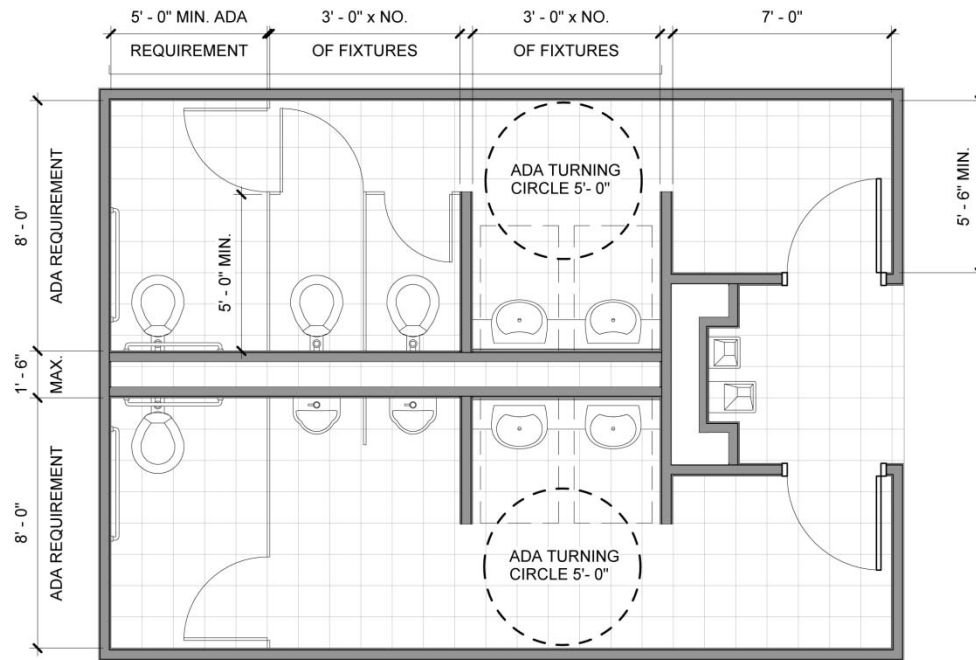 5' - 0" MIN. ADA
REQUIREMENT
3' - 0" x NO.
OF FIXTURES
3' - 0" x NO.
OF FIXTURES
7' - 0"
8' - 0"
ADA REQUIREMENT
5' - 0" MIN.
ADA TURNING
CIRCLE 5'- 0"
5' - 6" MIN.
1' - 6"
MAX.
8' - 0"
ADA REQUIREMENT
ADA TURNING
CIRCLE 5'- 0"